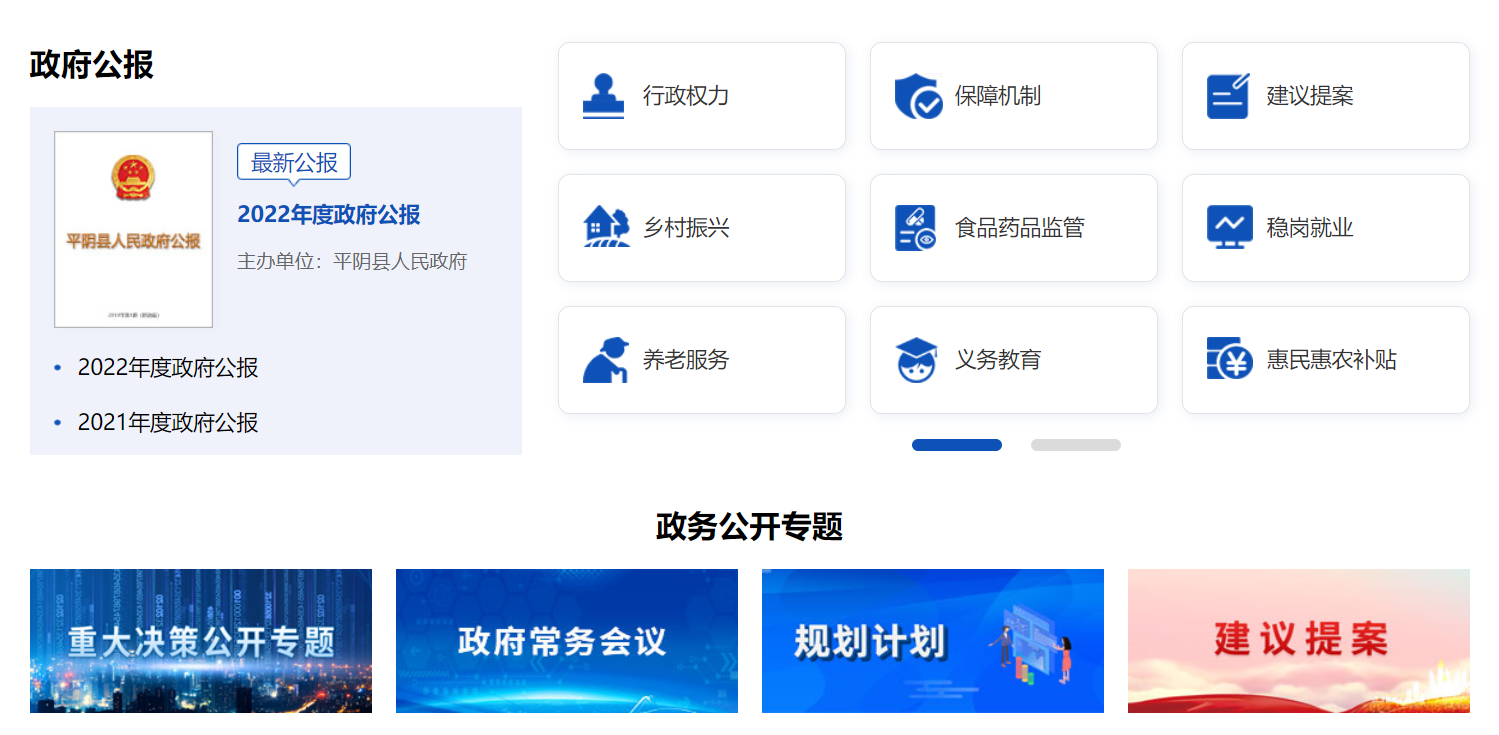 政府公报
平阴县人民政府公报
最新公报
2022年度政府公报
主办单位：平阴县人民政府
2022年度政府公报
2021年度政府公报
行政权力
保障机制
建议提案
乡村振兴
食品药品监管
稳岗就业
养老服务
义务教育
惠民惠农补贴
政务公开专题
重大决策公开专题
政府常务会议
规划计划
建议提案